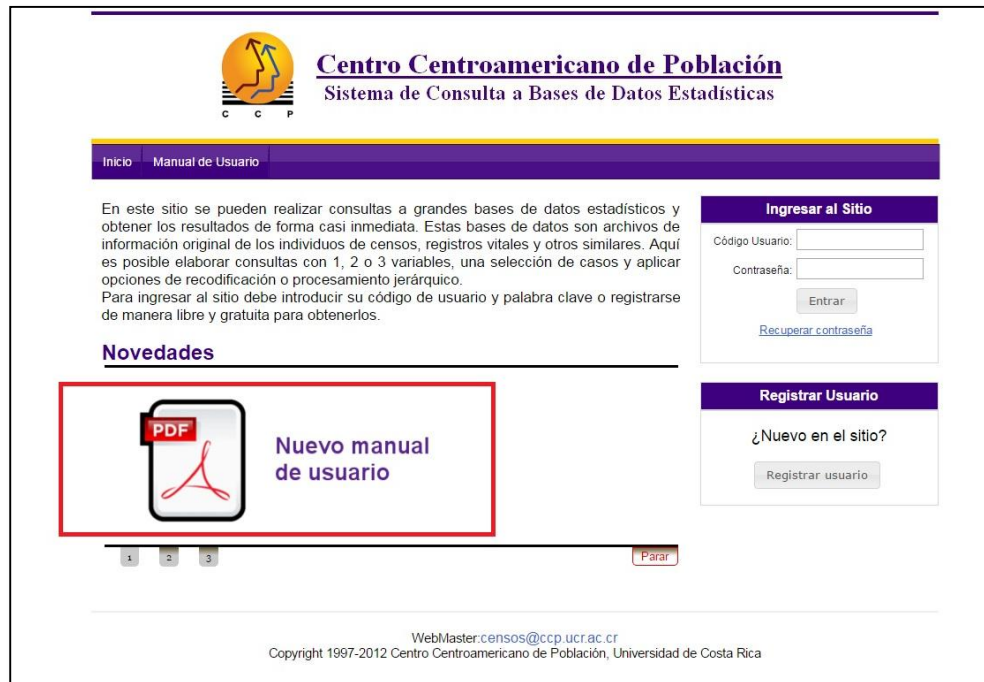 Centro Centroamericano de Población
Sistema de Consulta a Bases de Datos Estadísticas
C C P
Inicio Manual de Usuario
En este sitio se pueden realizar consultas a grandes bases de datos estadísticos y
obtener los resultados de forma casi inmediata. Estas bases de datos son archivos de
información original de los individuos de censos, registros vitales y otros similares. Aquí
es posible elaborar consultas con 1, 2 o 3 variables, una selección de casos y aplicar
opciones de recodificación o procesamiento jerárquico.
Para ingresar al sitio debe introducir su código de usuario y palabra clave o registrarse
de manera libre y gratuita para obtenerlos.
Novedades
PDF
Nuevo manual
de usuario
1 2 3 Parar
Ingresar al Sitio
Código Usuario:
Contraseña:
Entrar
Recuperar contraseña
Registrar Usuario
¿Nuevo en el sitio?
Registrar usuario
WebMaster:censos@ccp.ucr.ac.cr
Copyright 1997-2012 Centro Centroamericano de Población, Universidad de Costa Rica